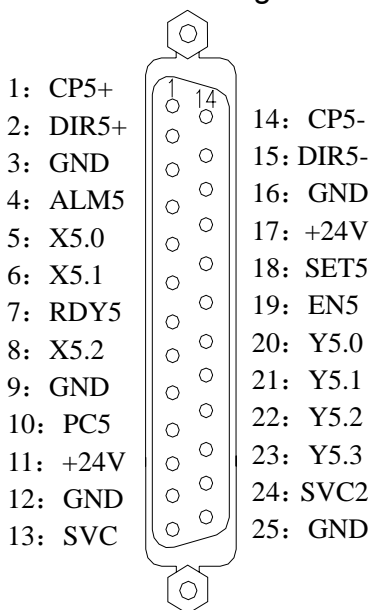 1 14
1: CP5+
2: DIR5+
3: GND
4: ALM5
5: X5.0
6: X5.1
7: RDY5
8: X5.2
9: GND
10: PC5
11: +24V
12: GND
13: SVC
14: CP5-
15: DIR5-
16: GND
17: +24V
18: SET5
19: EN5
20: Y5.0
21: Y5.1
22: Y5.2
23: Y5.3
24: SVC2
25: GND